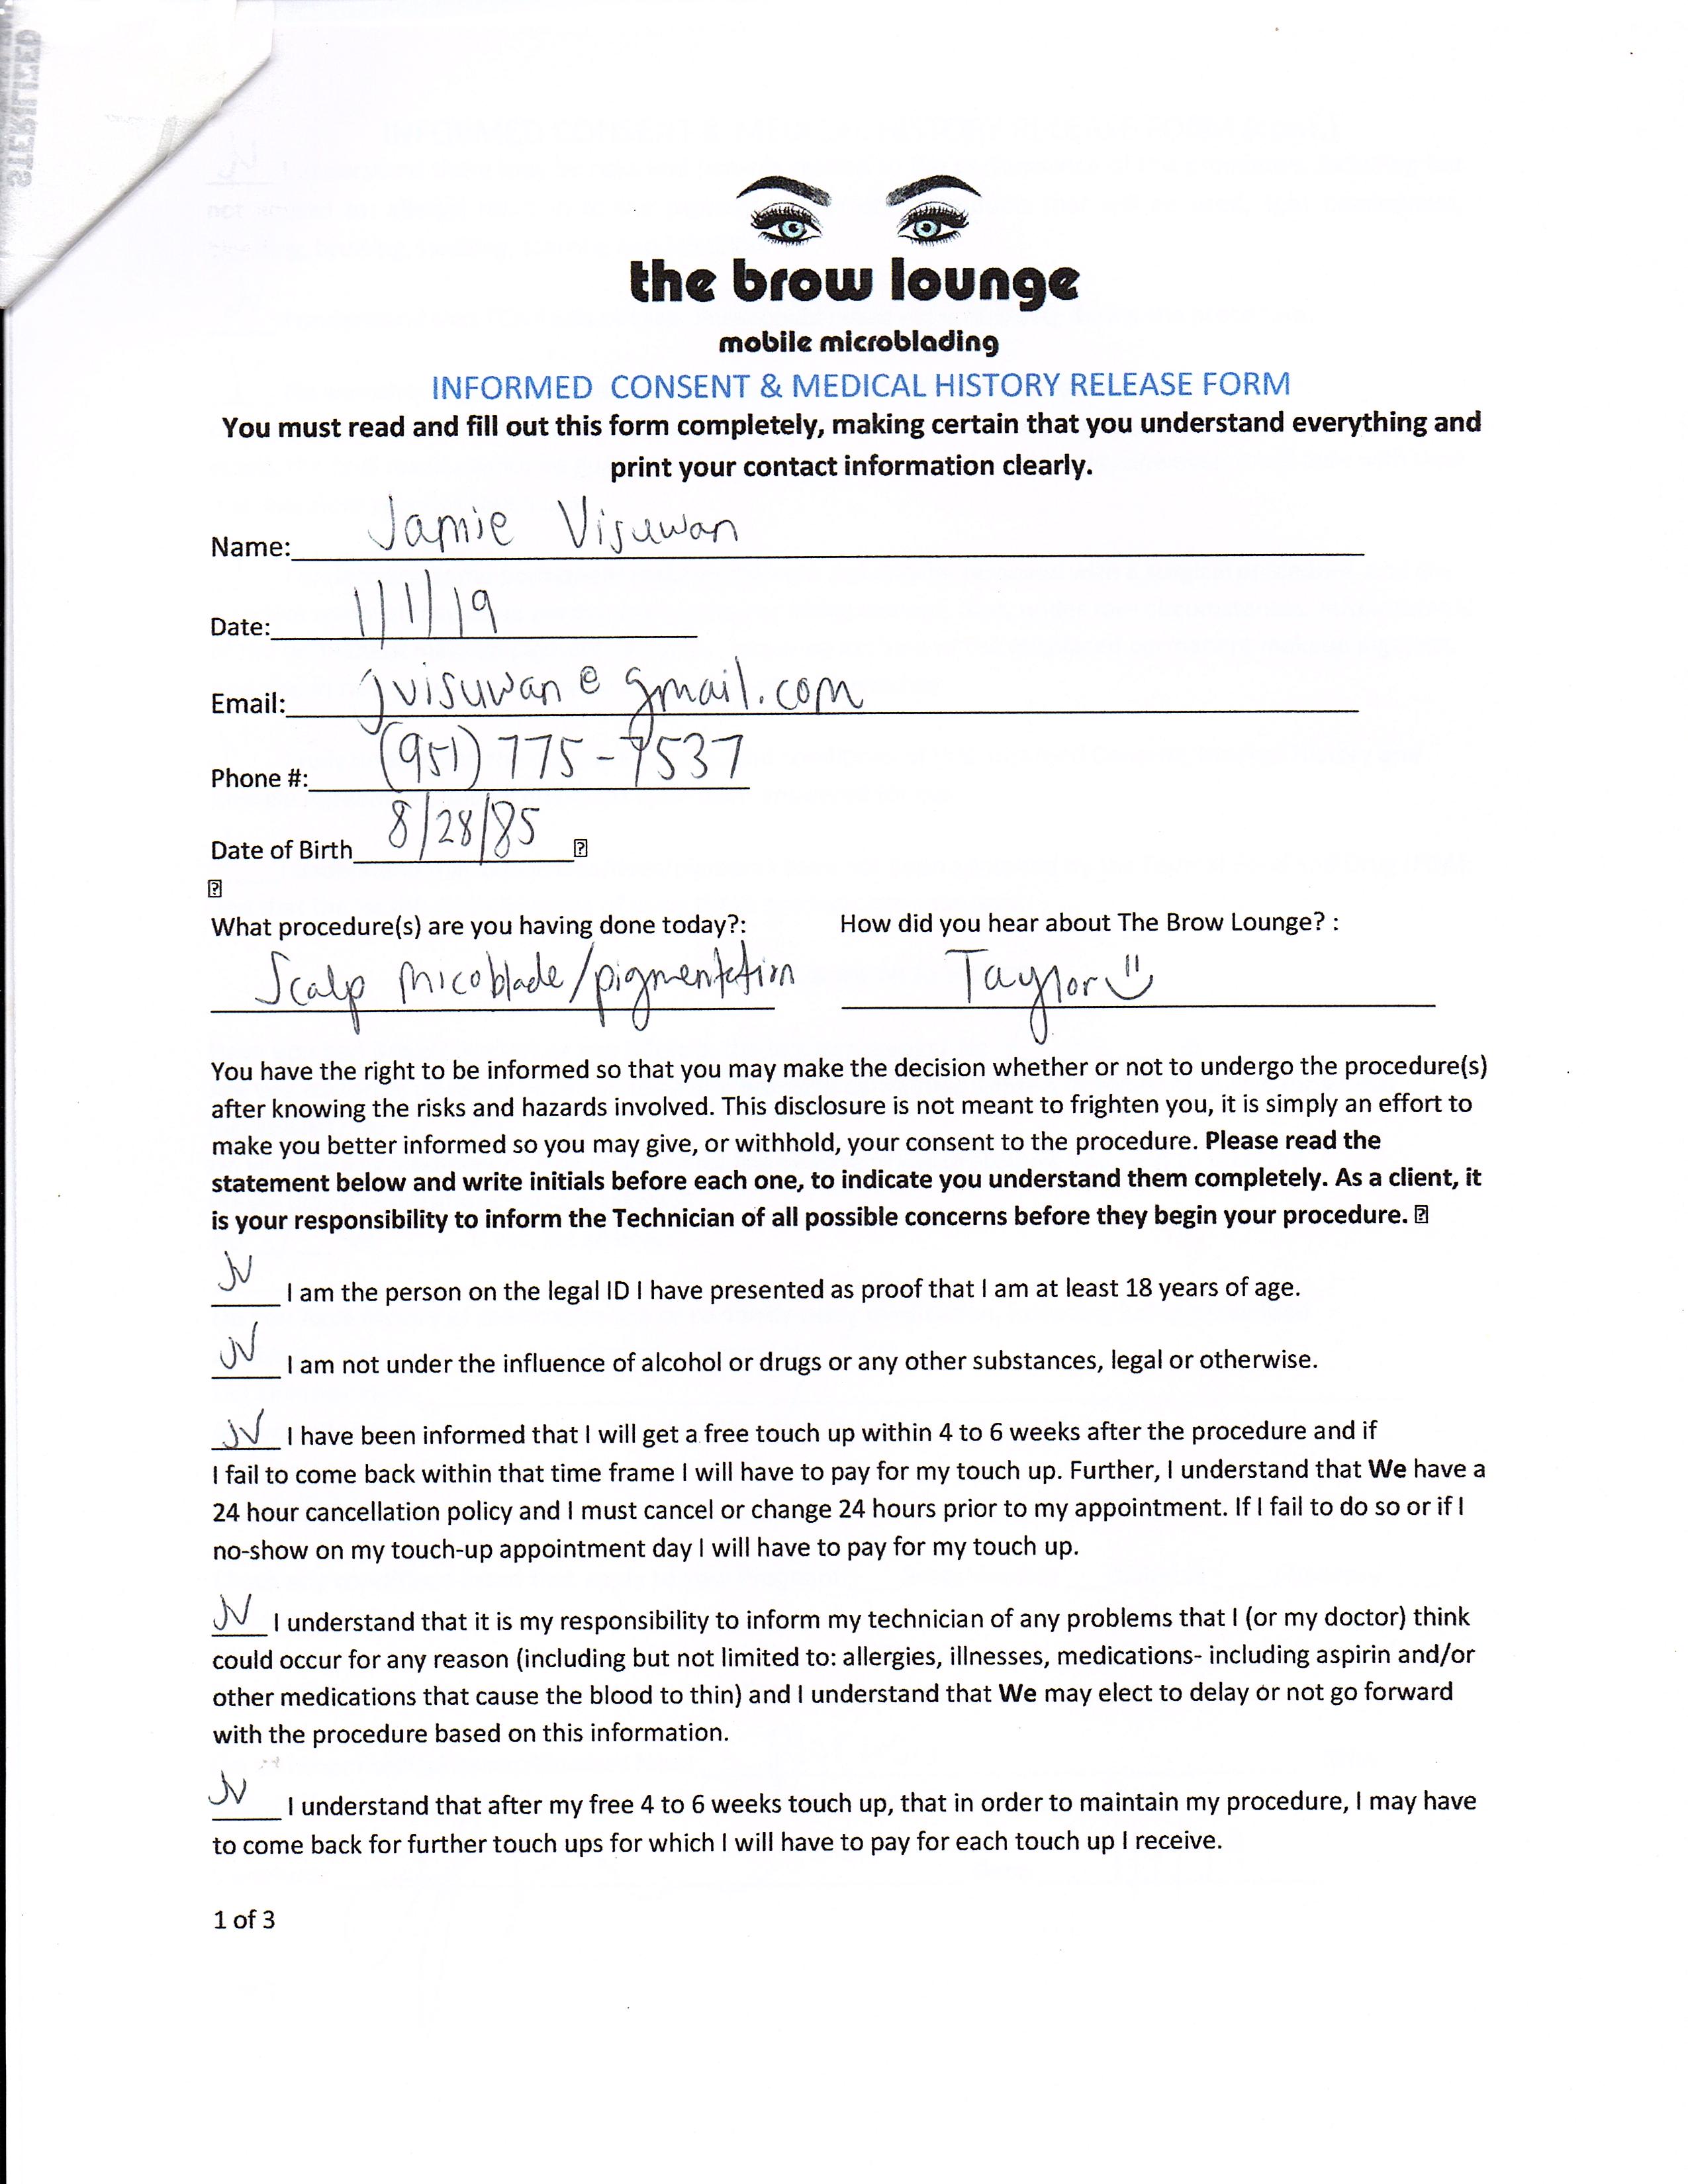 STERILIZED
the brow lounge
mobile microblading
INFORMED CONSENT & MEDICAL HISTORY RELEASE FORM
You must read and fill out this form completely, making certain that you understand everything and
print your contact information clearly.
Name: Jamie Visuwan
Date: 1/1/19
Email: jvisuwan@gmail.com
Phone #: (951) 775-7537
Date of Birth 8/28/85
What procedure(s) are you having done today?: How did you hear about The Brow Lounge? :
Scalp micoblade/pigmentation Taylor
You have the right to be informed so that you may make the decision whether or not to undergo the procedure(s)
after knowing the risks and hazards involved. This disclosure is not meant to frighten you, it is simply an effort to
make you better informed so you may give, or withhold, your consent to the procedure. Please read the
statement below and write initials before each one, to indicate you understand them completely. As a client, it
is your responsibility to inform the Technician of all possible concerns before they begin your procedure.
JV I am the person on the legal ID I have presented as proof that I am at least 18 years of age.
JV I am not under the influence of alcohol or drugs or any other substances, legal or otherwise.
JV I have been informed that I will get a free touch up within 4 to 6 weeks after the procedure and if
I fail to come back within that time frame I will have to pay for my touch up. Further, I understand that We have a
24 hour cancellation policy and I must cancel or change 24 hours prior to my appointment. If I fail to do so or if I
no-show on my touch-up appointment day I will have to pay for my touch up.
JV I understand that it is my responsibility to inform my technician of any problems that I (or my doctor) think
could occur for any reason (including but not limited to: allergies, illnesses, medications- including aspirin and/or
other medications that cause the blood to thin) and I understand that We may elect to delay or not go forward
with the procedure based on this information.
JV I understand that after my free 4 to 6 weeks touch up, that in order to maintain my procedure, I may have
to come back for further touch ups for which I will have to pay for each touch up I receive.
1 of 3